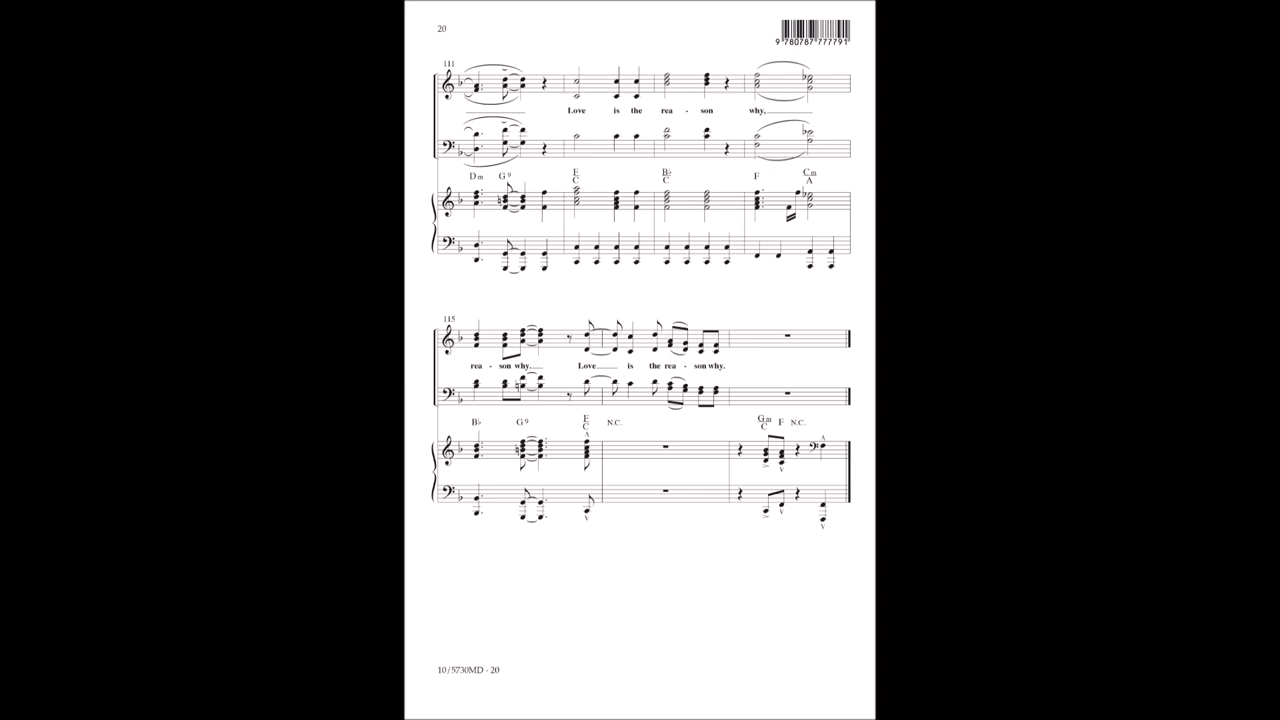 20
9 780787 777791
111
Love is the rea - son why,
Dm G9 F/C B♭/C F Cm/A
115
rea - son why. Love is the rea - son why.
B♭ G9 F/C N.C. Gm/C F N.C.
10/5730MD - 20